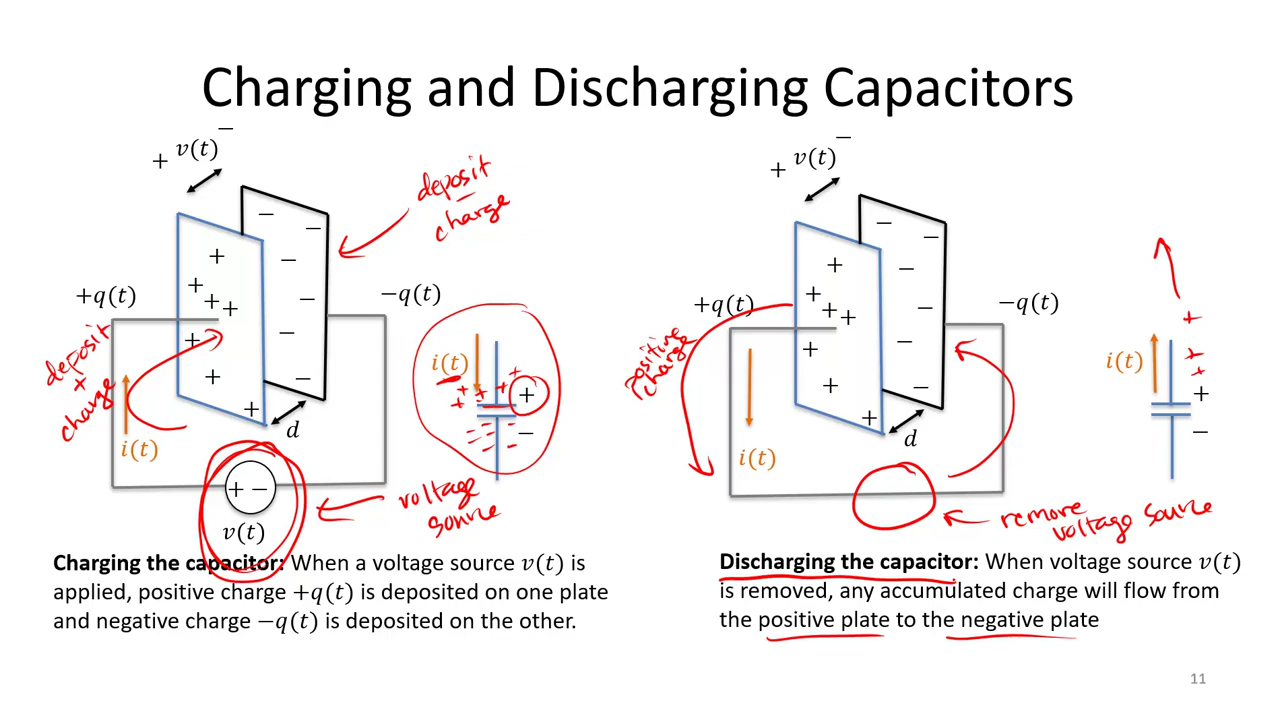 Charging and Discharging Capacitors
+ v(t) −
deposit
charge
+q(t)
−q(t)
deposit
+
charge
i(t)
d
+ −
v(t)
voltage
source
i(t)
+
−
Charging the capacitor: When a voltage source v(t) is
applied, positive charge +q(t) is deposited on one plate
and negative charge −q(t) is deposited on the other.
+ v(t) −
+q(t)
−q(t)
positive
charge
i(t)
d
remove
voltage source
i(t)
+
−
Discharging the capacitor: When voltage source v(t)
is removed, any accumulated charge will flow from
the positive plate to the negative plate
11